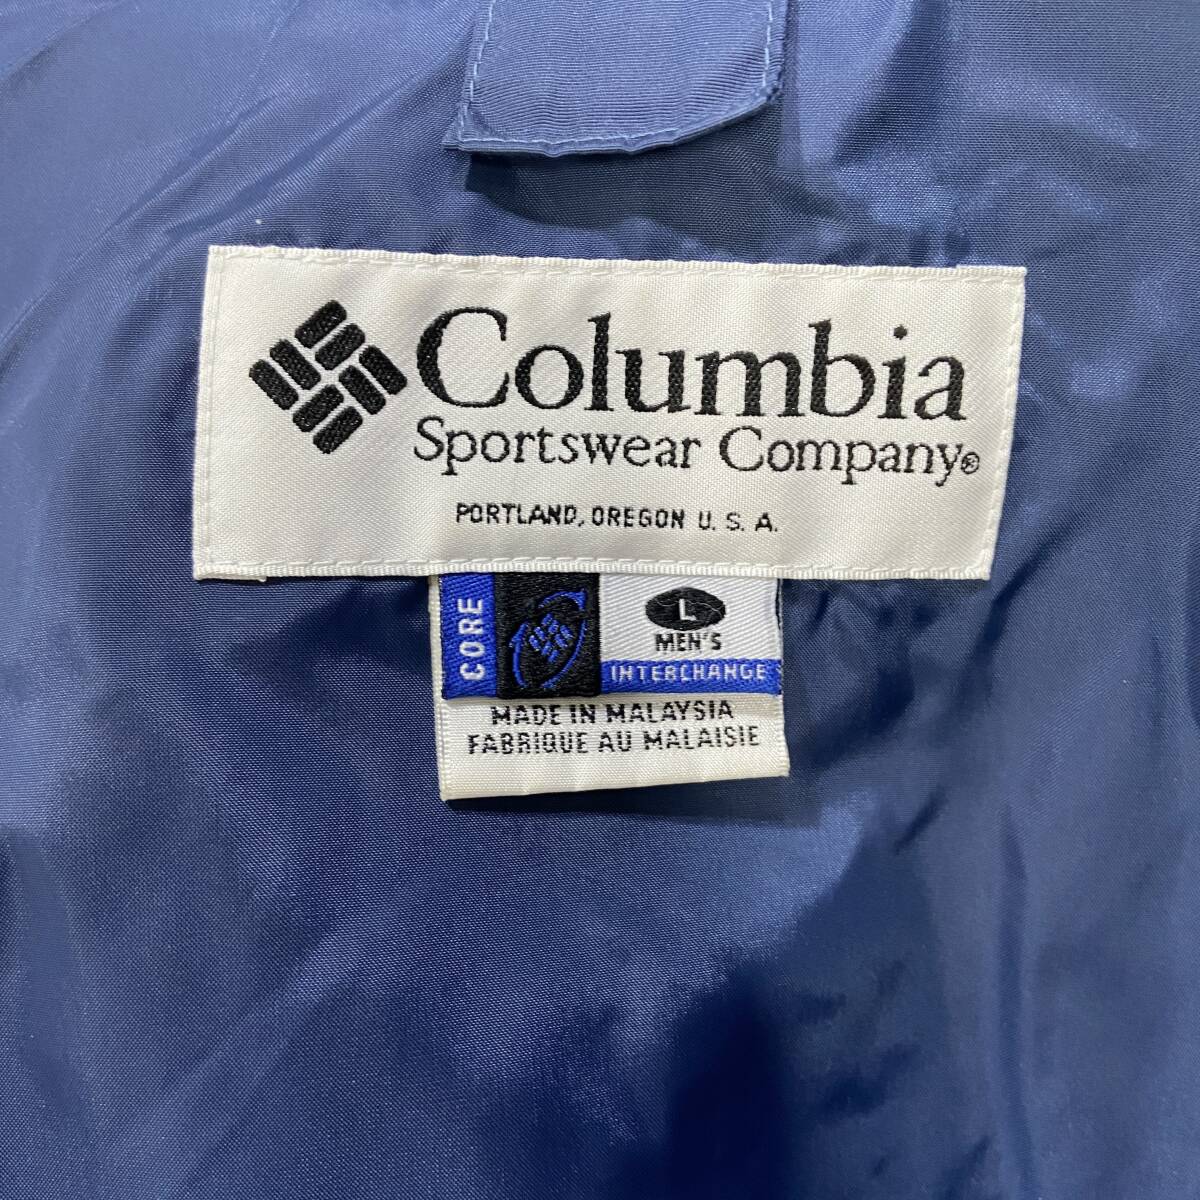 Columbia
Sportswear Company®
PORTLAND, OREGON U. S. A.
CORE
L
MEN'S
INTERCHANGE
MADE IN MALAYSIA
FABRIQUE AU MALAISIE